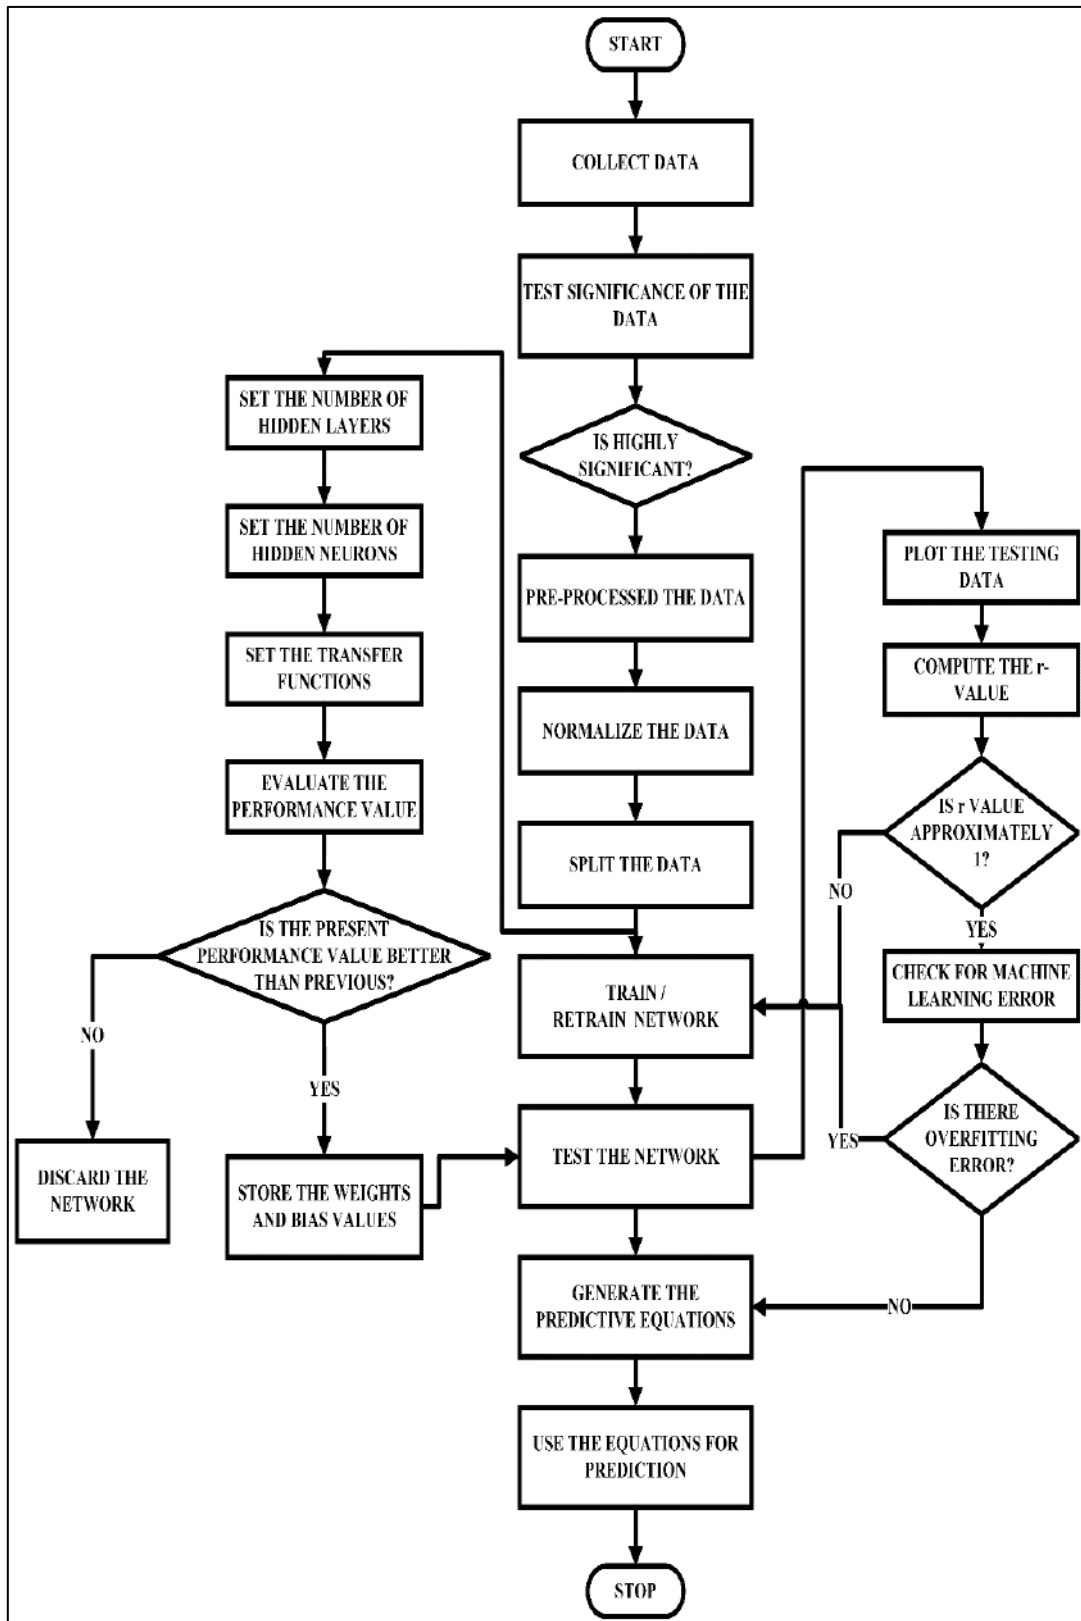 START
COLLECT DATA
TEST SIGNIFICANCE OF THE
DATA
IS HIGHLY
SIGNIFICANT?
PRE-PROCESSED THE DATA
NORMALIZE THE DATA
SPLIT THE DATA
TRAIN /
RETRAIN NETWORK
TEST THE NETWORK
GENERATE THE
PREDICTIVE EQUATIONS
USE THE EQUATIONS FOR
PREDICTION
STOP
SET THE NUMBER OF
HIDDEN LAYERS
SET THE NUMBER OF
HIDDEN NEURONS
SET THE TRANSFER
FUNCTIONS
EVALUATE THE
PERFORMANCE VALUE
IS THE PRESENT
PERFORMANCE VALUE BETTER
THAN PREVIOUS?
NO
YES
DISCARD THE
NETWORK
STORE THE WEIGHTS
AND BIAS VALUES
PLOT THE TESTING
DATA
COMPUTE THE r-
VALUE
IS r VALUE
APPROXIMATELY
1?
NO
YES
CHECK FOR MACHINE
LEARNING ERROR
IS THERE
OVERFITTING
ERROR?
YES
NO